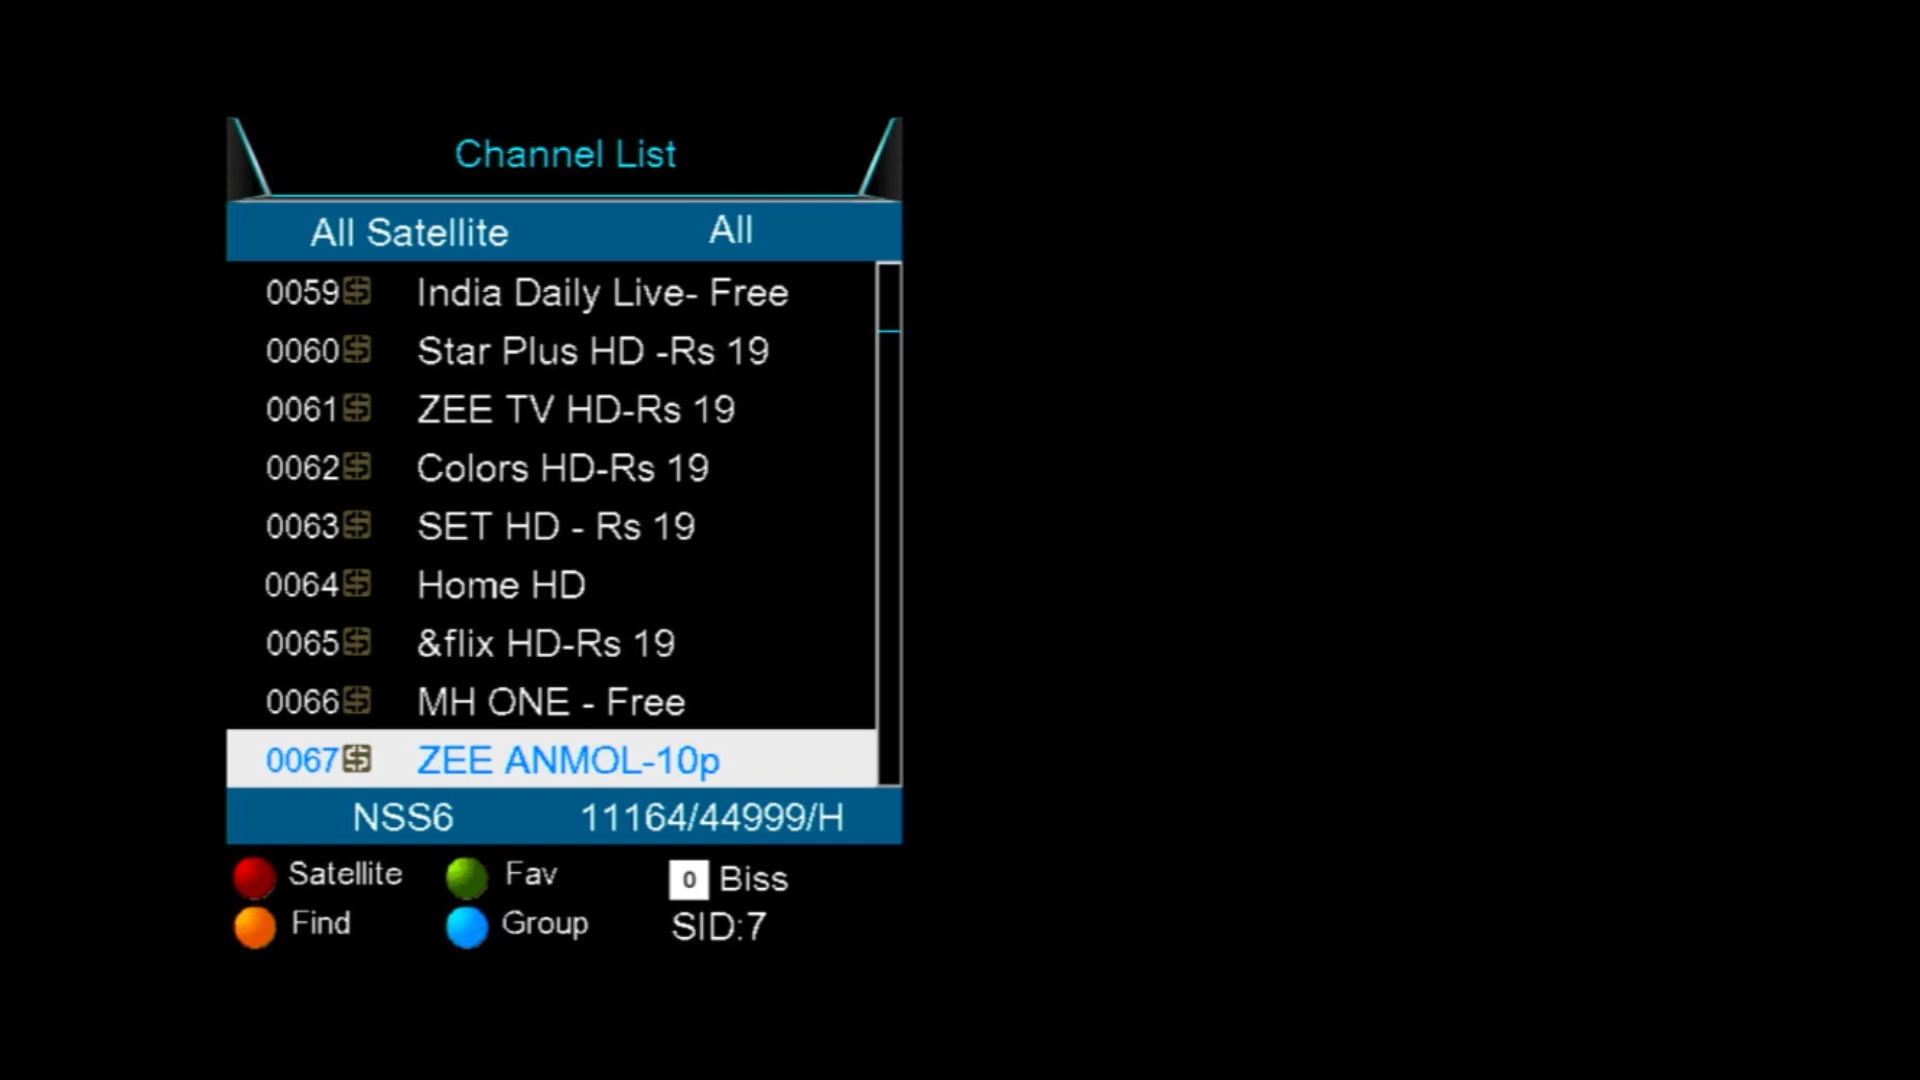 Channel List
All Satellite All
0059 $ India Daily Live- Free
0060 $ Star Plus HD -Rs 19
0061 $ ZEE TV HD-Rs 19
0062 $ Colors HD-Rs 19
0063 $ SET HD - Rs 19
0064 $ Home HD
0065 $ &flix HD-Rs 19
0066 $ MH ONE - Free
0067 $ ZEE ANMOL-10p
NSS6 11164/44999/H
Satellite Fav 0 Biss
Find Group SID:7